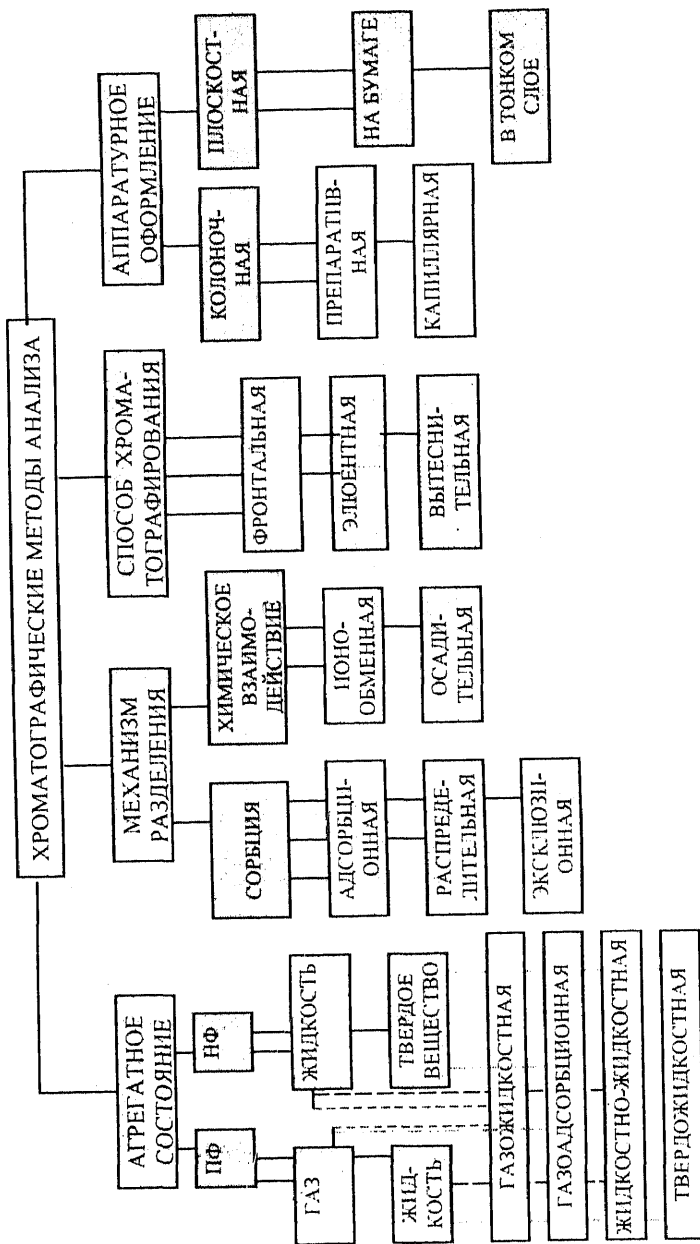 ХРОМАТОГРАФИЧЕСКИЕ МЕТОДЫ АНАЛИЗА
АГРЕГАТНОЕ
СОСТОЯНИЕ
ПФ
НФ
ГАЗ
ЖИДКОСТЬ
ЖИД-
КОСТЬ
ТВЕРДОЕ
ВЕЩЕСТВО
ГАЗОЖИДКОСТНАЯ
ГАЗОАДСОРБЦИОННАЯ
ЖИДКОСТНО-ЖИДКОСТНАЯ
ТВЕРДОЖИДКОСТНАЯ
МЕХАНИЗМ
РАЗДЕЛЕНИЯ
СОРБЦИЯ
АДСОРБЦИ-
ОННАЯ
РАСПРЕДЕ-
ЛИТЕЛЬНАЯ
ЭКСКЛЮЗИ-
ОННАЯ
ХИМИЧЕСКОЕ
ВЗАИМО-
ДЕЙСТВИЕ
ИОНО-
ОБМЕННАЯ
ОСАДИ-
ТЕЛЬНАЯ
СПОСОБ ХРОМА-
ТОГРАФИРОВАНИЯ
ФРОНТАЛЬНАЯ
ЭЛЮЕНТНАЯ
ВЫТЕСНИ-
ТЕЛЬНАЯ
АППАРАТУРНОЕ
ОФОРМЛЕНИЕ
КОЛОНОЧ-
НАЯ
ПРЕПАРАТИВ-
НАЯ
КАПИЛЛЯРНАЯ
ПЛОСКОСТ-
НАЯ
НА БУМАГЕ
В ТОНКОМ
СЛОЕ